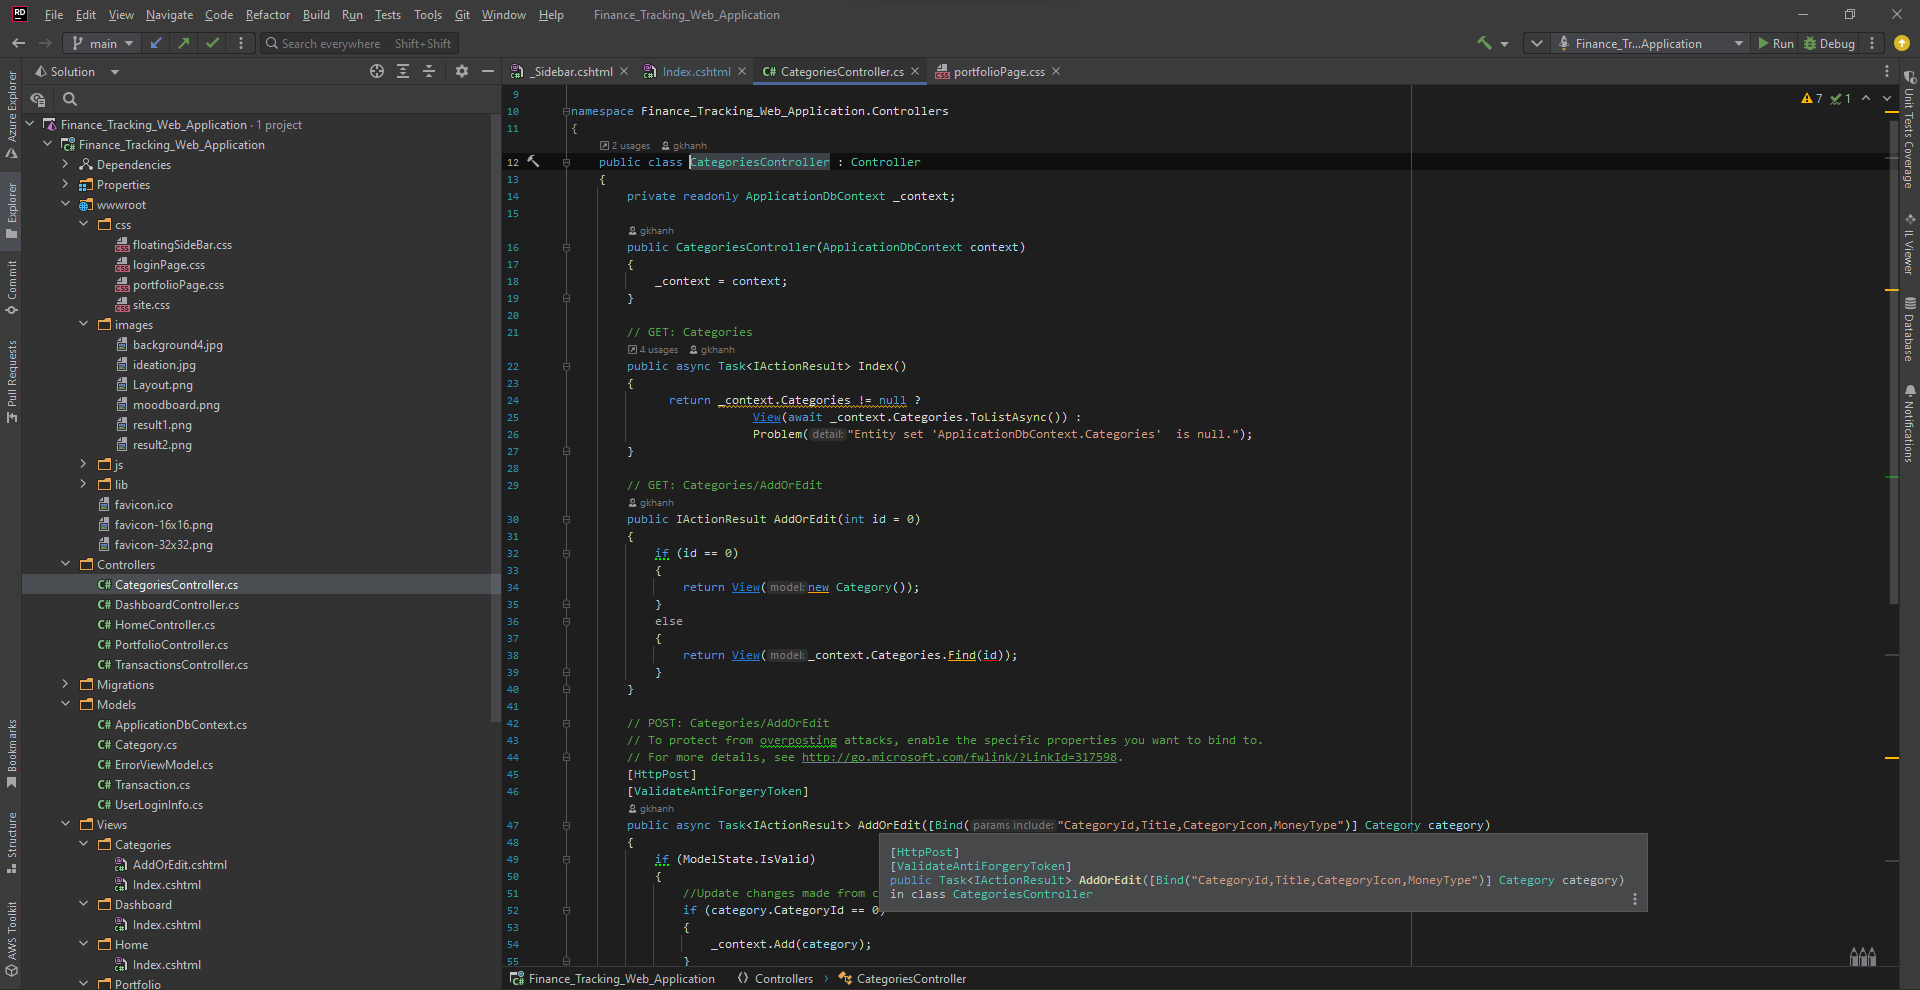 RD File Edit View Navigate Code Refactor Build Run Tests Tools Git Window Help Finance_Tracking_Web_Application
main Search everywhere Shift+Shift Finance_Tr...Application Run Debug
Solution
_Sidebar.cshtml Index.cshtml C# CategoriesController.cs CSS portfolioPage.css
Azure Explorer
Explorer
Commit
Pull Requests
Bookmarks
Structure
AWS Toolkit
Finance_Tracking_Web_Application · 1 project
Finance_Tracking_Web_Application
Dependencies
Properties
wwwroot
css
CSS floatingSideBar.css
CSS loginPage.css
CSS portfolioPage.css
CSS site.css
images
background4.jpg
ideation.jpg
Layout.png
moodboard.png
result1.png
result2.png
js
lib
favicon.ico
favicon-16x16.png
favicon-32x32.png
Controllers
C# CategoriesController.cs
C# DashboardController.cs
C# HomeController.cs
C# PortfolioController.cs
C# TransactionsController.cs
Migrations
Models
C# ApplicationDbContext.cs
C# Category.cs
C# ErrorViewModel.cs
C# Transaction.cs
C# UserLoginInfo.cs
Views
Categories
AddOrEdit.cshtml
Index.cshtml
Dashboard
Index.cshtml
Home
Index.cshtml
Portfolio
7 1
9
10 namespace Finance_Tracking_Web_Application.Controllers
11 {
2 usages gkhanh
12 public class CategoriesController : Controller
13 {
14 private readonly ApplicationDbContext _context;
15
gkhanh
16 public CategoriesController(ApplicationDbContext context)
17 {
18 _context = context;
19 }
20
21 // GET: Categories
4 usages gkhanh
22 public async Task<IActionResult> Index()
23 {
24 return _context.Categories != null ?
25 View(await _context.Categories.ToListAsync()) :
26 Problem(detail:"Entity set 'ApplicationDbContext.Categories'  is null.");
27 }
28
29 // GET: Categories/AddOrEdit
gkhanh
30 public IActionResult AddOrEdit(int id = 0)
31 {
32 if (id == 0)
33 {
34 return View(model:new Category());
35 }
36 else
37 {
38 return View(model:_context.Categories.Find(id));
39 }
40 }
41
42 // POST: Categories/AddOrEdit
43 // To protect from overposting attacks, enable the specific properties you want to bind to.
44 // For more details, see http://go.microsoft.com/fwlink/?LinkId=317598.
45 [HttpPost]
46 [ValidateAntiForgeryToken]
gkhanh
47 public async Task<IActionResult> AddOrEdit([Bind(params include:"CategoryId,Title,CategoryIcon,MoneyType")] Category category)
48 {
49 if (ModelState.IsValid)
50 {
51 //Update changes made from c
52 if (category.CategoryId == 0
53 {
54 _context.Add(category);
55 }
[HttpPost]
[ValidateAntiForgeryToken]
public Task<IActionResult> AddOrEdit([Bind("CategoryId,Title,CategoryIcon,MoneyType")] Category category)
in class CategoriesController
Unit Tests Coverage
IL Viewer
Database
Notifications
Finance_Tracking_Web_Application Controllers CategoriesController